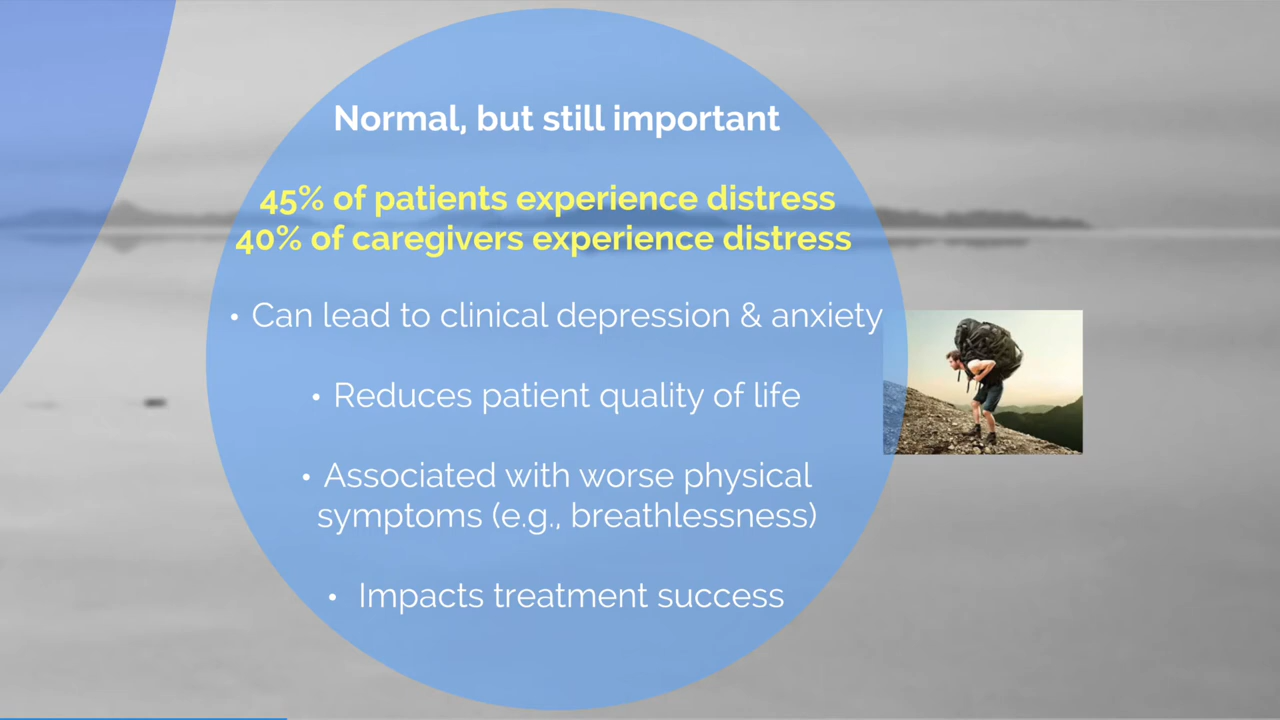 Normal, but still important
45% of patients experience distress
40% of caregivers experience distress
• Can lead to clinical depression & anxiety
• Reduces patient quality of life
• Associated with worse physical
symptoms (e.g., breathlessness)
• Impacts treatment success